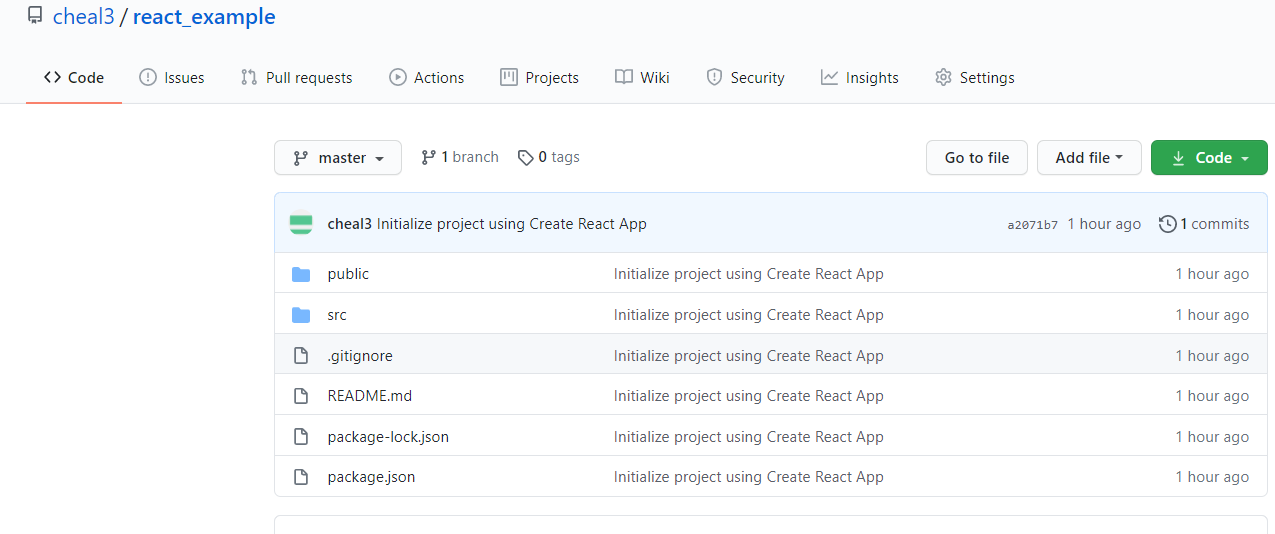 cheal3 / react_example
Code Issues Pull requests Actions Projects Wiki Security Insights Settings
master 1 branch 0 tags Go to file Add file Code
cheal3 Initialize project using Create React App a2071b7 1 hour ago 1 commits
public Initialize project using Create React App 1 hour ago
src Initialize project using Create React App 1 hour ago
.gitignore Initialize project using Create React App 1 hour ago
README.md Initialize project using Create React App 1 hour ago
package-lock.json Initialize project using Create React App 1 hour ago
package.json Initialize project using Create React App 1 hour ago